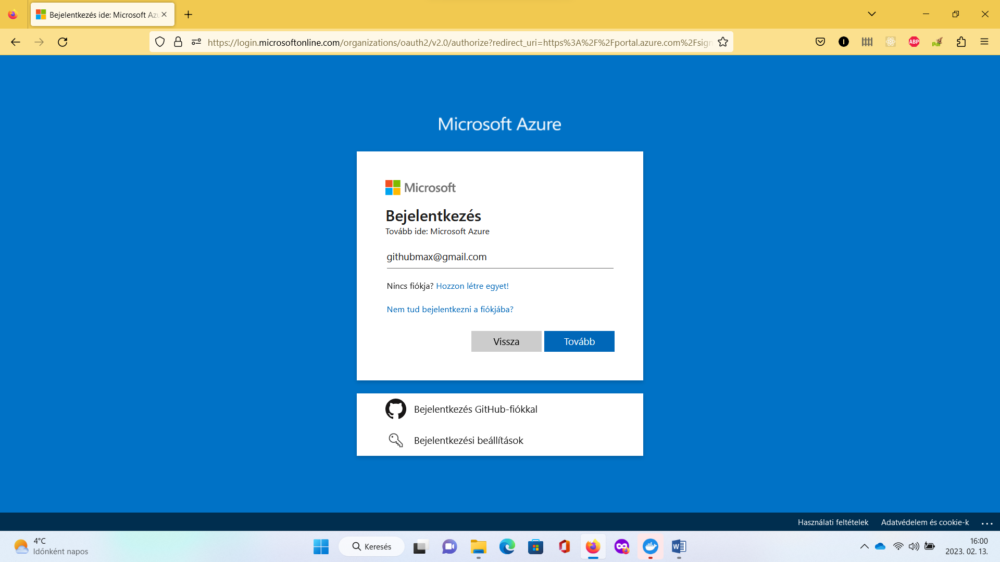 Bejelentkezés ide: Microsoft Azu
https://login.microsoftonline.com/organizations/oauth2/v2.0/authorize?redirect_uri=https%3A%2F%2Fportal.azure.com%2Fsign
ABP
Microsoft Azure
Microsoft
Bejelentkezés
Tovább ide: Microsoft Azure
githubmax@gmail.com
Nincs fiókja? Hozzon létre egyet!
Nem tud bejelentkezni a fiókjába?
Vissza
Tovább
Bejelentkezés GitHub-fiókkal
Bejelentkezési beállítások
Használati feltételek
Adatvédelem és cookie-k
4°C
Időnként napos
Keresés
16:00
2023. 02. 13.